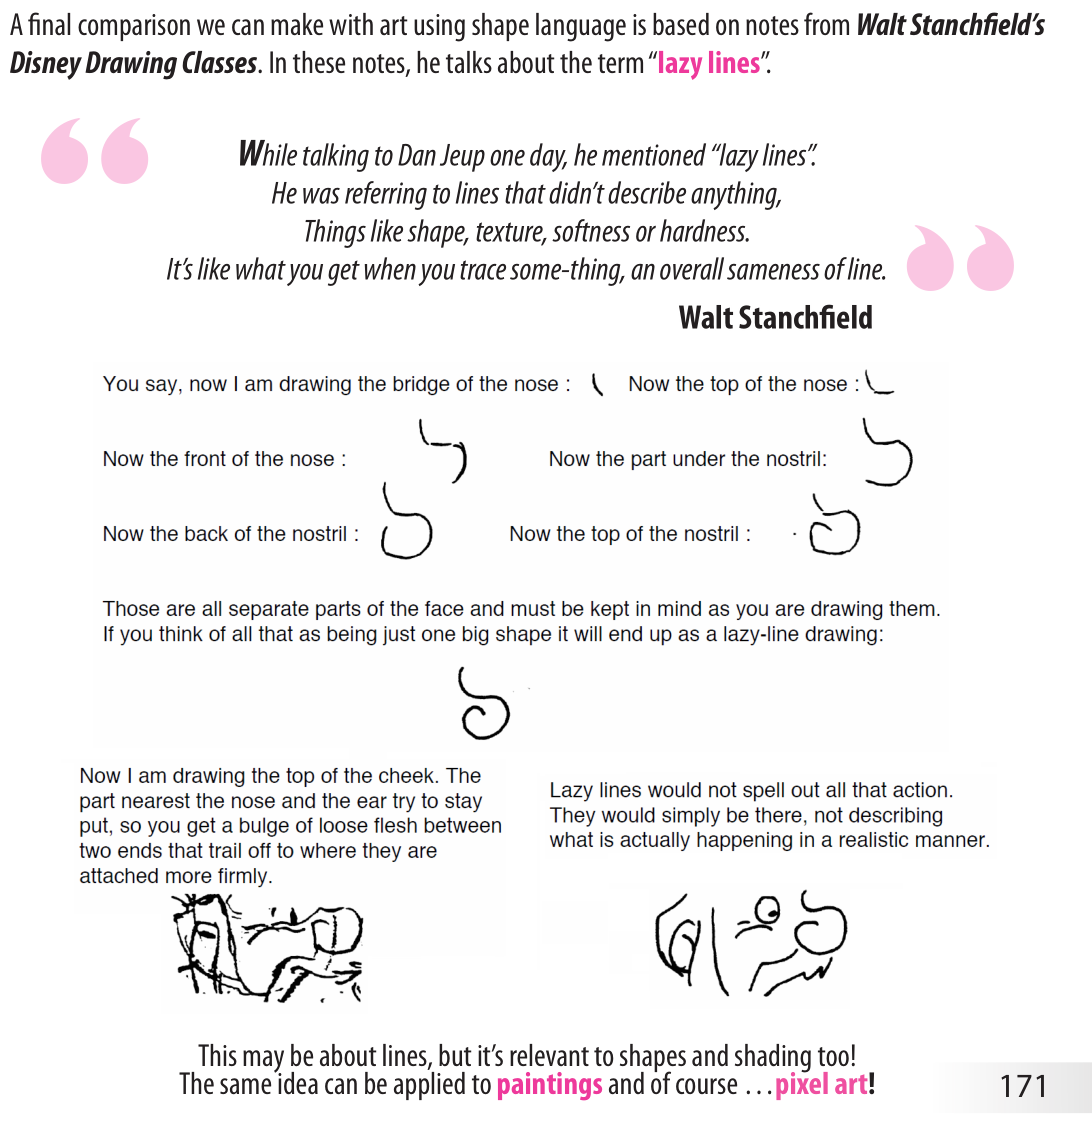 A final comparison we can make with art using shape language is based on notes from Walt Stanchfield's
Disney Drawing Classes. In these notes, he talks about the term “lazy lines”.
While talking to Dan Jeup one day, he mentioned “lazy lines”.
He was referring to lines that didn’t describe anything,
Things like shape, texture, softness or hardness.
It’s like what you get when you trace some-thing, an overall sameness of line.
Walt Stanchfield
You say, now I am drawing the bridge of the nose : Now the top of the nose :
Now the front of the nose : Now the part under the nostril:
Now the back of the nostril : Now the top of the nostril :
Those are all separate parts of the face and must be kept in mind as you are drawing them.
If you think of all that as being just one big shape it will end up as a lazy-line drawing:
Now I am drawing the top of the cheek. The
part nearest the nose and the ear try to stay
put, so you get a bulge of loose flesh between
two ends that trail off to where they are
attached more firmly.
Lazy lines would not spell out all that action.
They would simply be there, not describing
what is actually happening in a realistic manner.
This may be about lines, but it’s relevant to shapes and shading too!
The same idea can be applied to paintings and of course …pixel art!
171